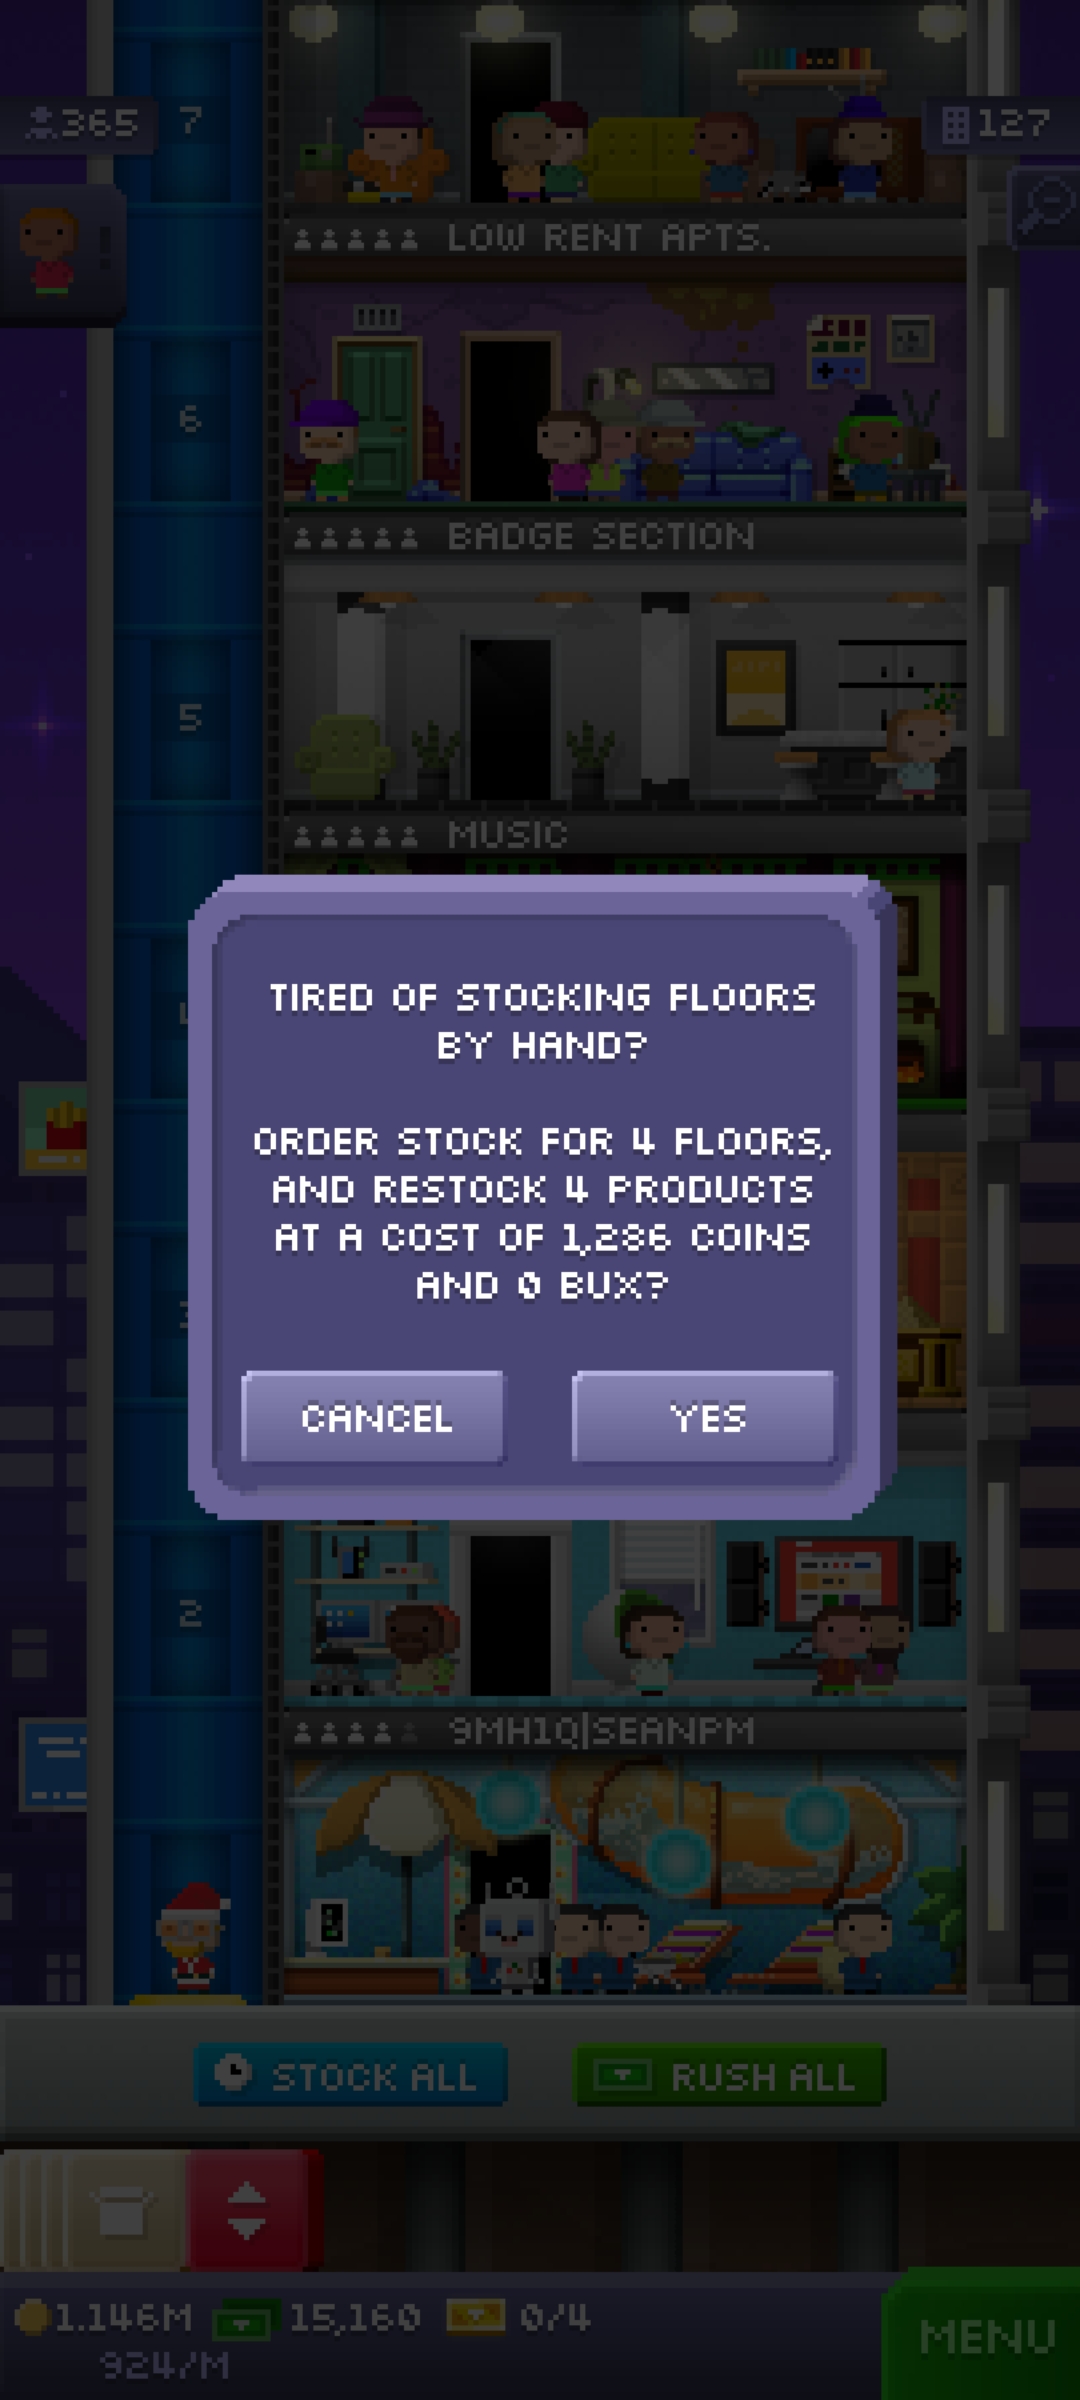 365
7
127
LOW RENT APTS.
6
BADGE SECTION
5
MUSIC
TIRED OF STOCKING FLOORS
BY HAND?
ORDER STOCK FOR 4 FLOORS,
AND RESTOCK 4 PRODUCTS
AT A COST OF 1,286 COINS
AND 0 BUX?
CANCEL
YES
2
9MH1Q|SEANPM
STOCK ALL
RUSH ALL
1.146M
15,160
0/4
924/M
MENU